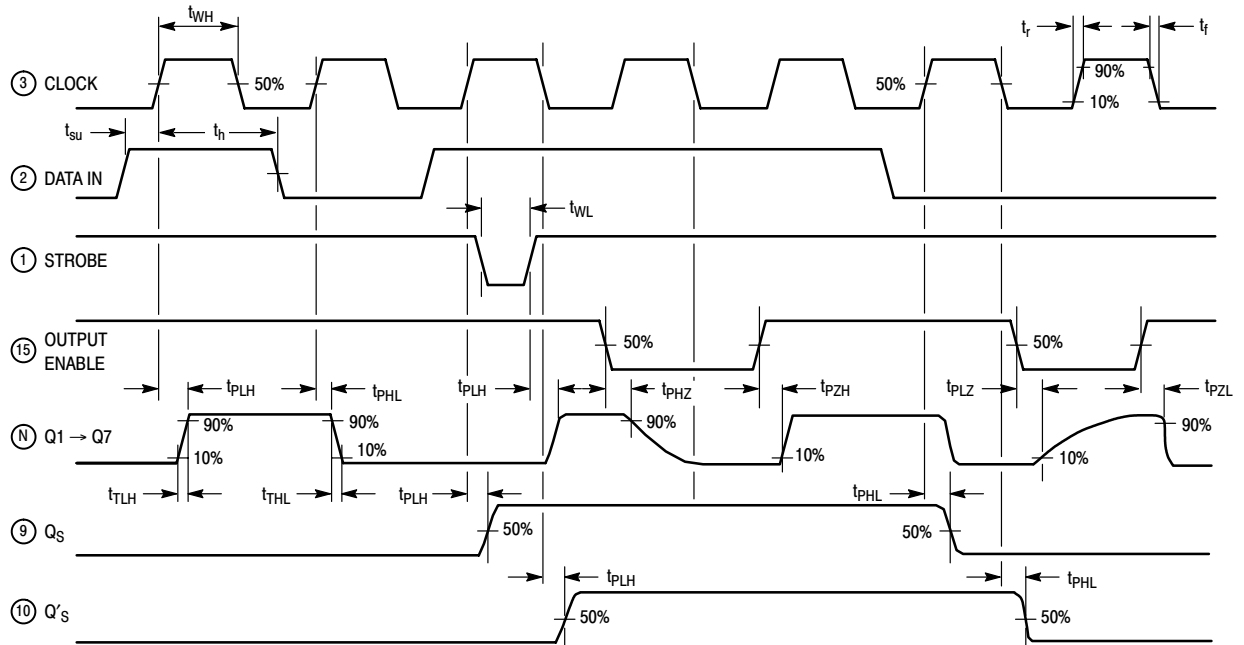 tWH
tr
tf
3 CLOCK
50%
50%
90%
10%
tsu
th
2 DATA IN
tWL
1 STROBE
15 OUTPUT
ENABLE
50%
50%
tPLH
tPHL
tPLH
tPHZ
tPZH
tPLZ
tPZL
N Q1 → Q7
90%
90%
90%
90%
10%
10%
10%
10%
tTLH
tTHL
tPLH
tPHL
9 QS
50%
50%
tPLH
tPHL
10 Q′S
50%
50%